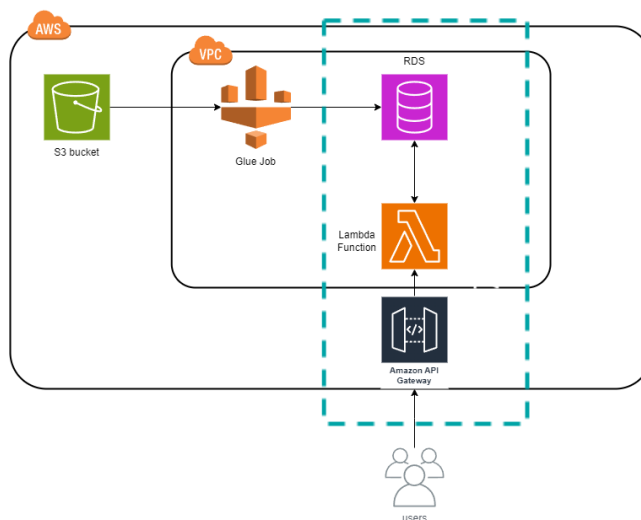 AWS
VPC
RDS
S3 bucket
Glue Job
Lambda
Function
</>
Amazon API
Gateway
users